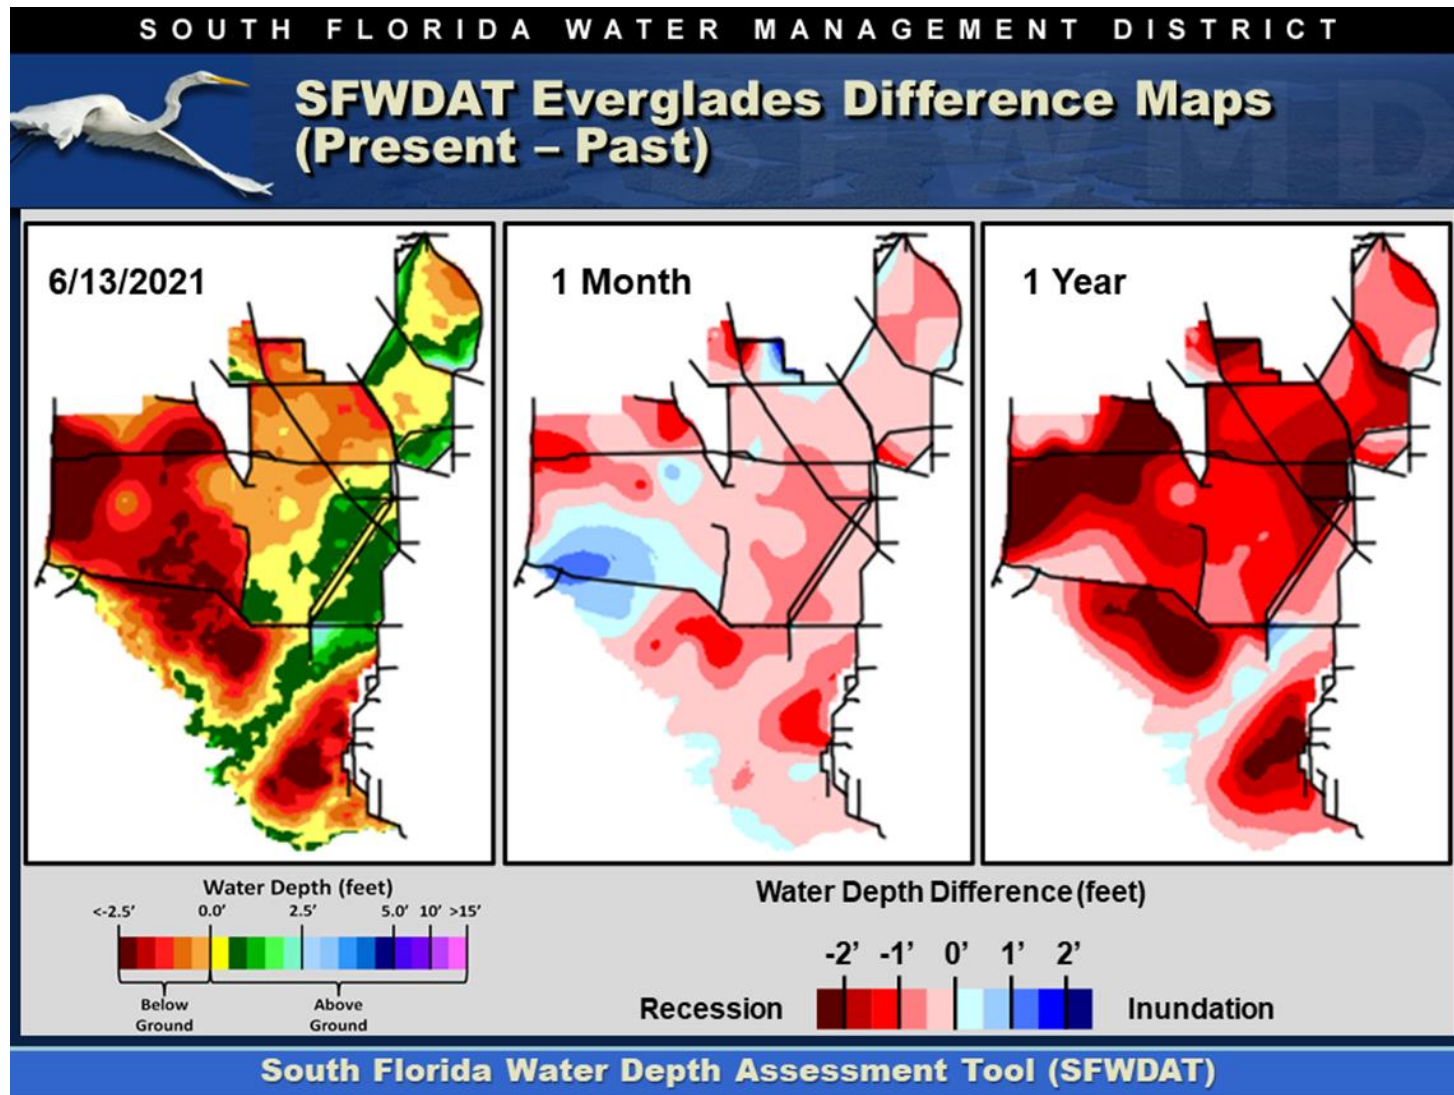 SOUTH FLORIDA WATER MANAGEMENT DISTRICT
SFWDAT Everglades Difference Maps
(Present – Past)
6/13/2021
1 Month
1 Year
Water Depth (feet)
<-2.5' 0.0' 2.5' 5.0' 10' >15'
Below
Ground
Above
Ground
Water Depth Difference (feet)
-2' -1' 0' 1' 2'
Recession
Inundation
South Florida Water Depth Assessment Tool (SFWDAT)